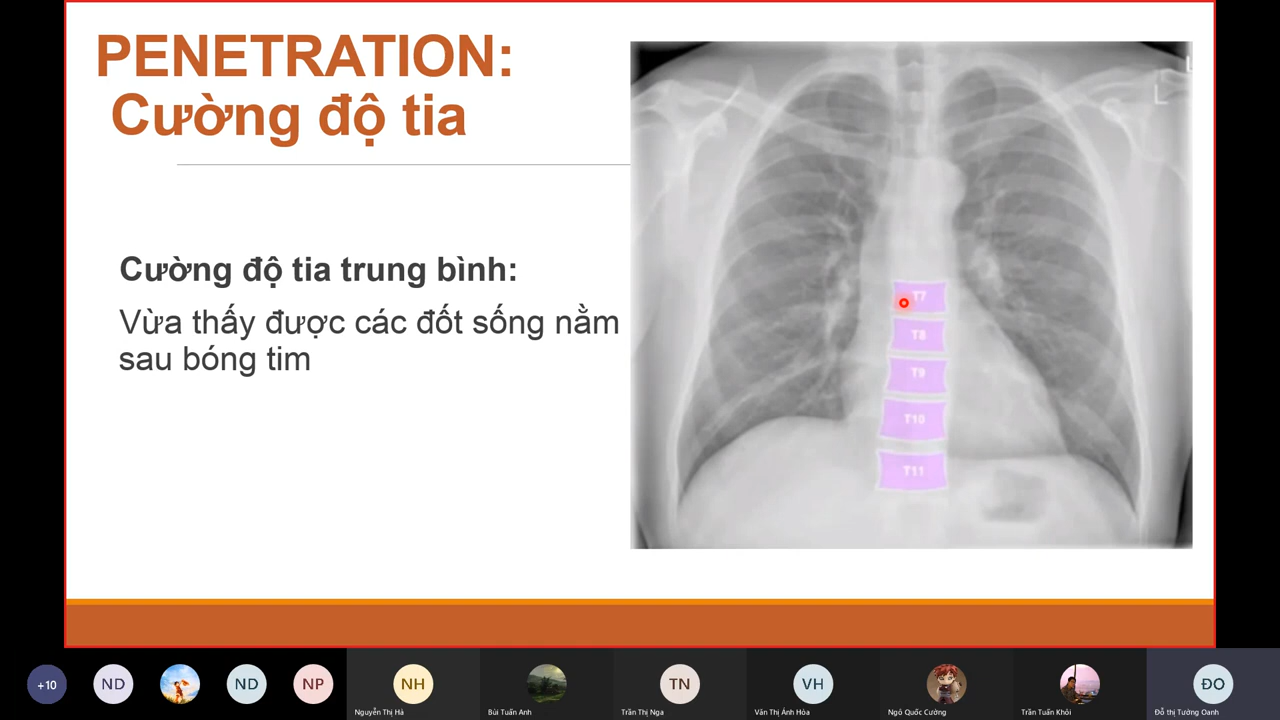 PENETRATION:
Cường độ tia
Cường độ tia trung bình:
Vừa thấy được các đốt sống nằm
sau bóng tim
L
L
T7
T8
T9
T10
T11
+10
ND
ND
NP
NH
TN
VH
ĐO
Nguyễn Thị Hà
Bùi Tuấn Anh
Trần Thị Nga
Văn Thị Ánh Hòa
Ngô Quốc Cường
Trần Tuấn Khôi
Đỗ thị Tường Oanh